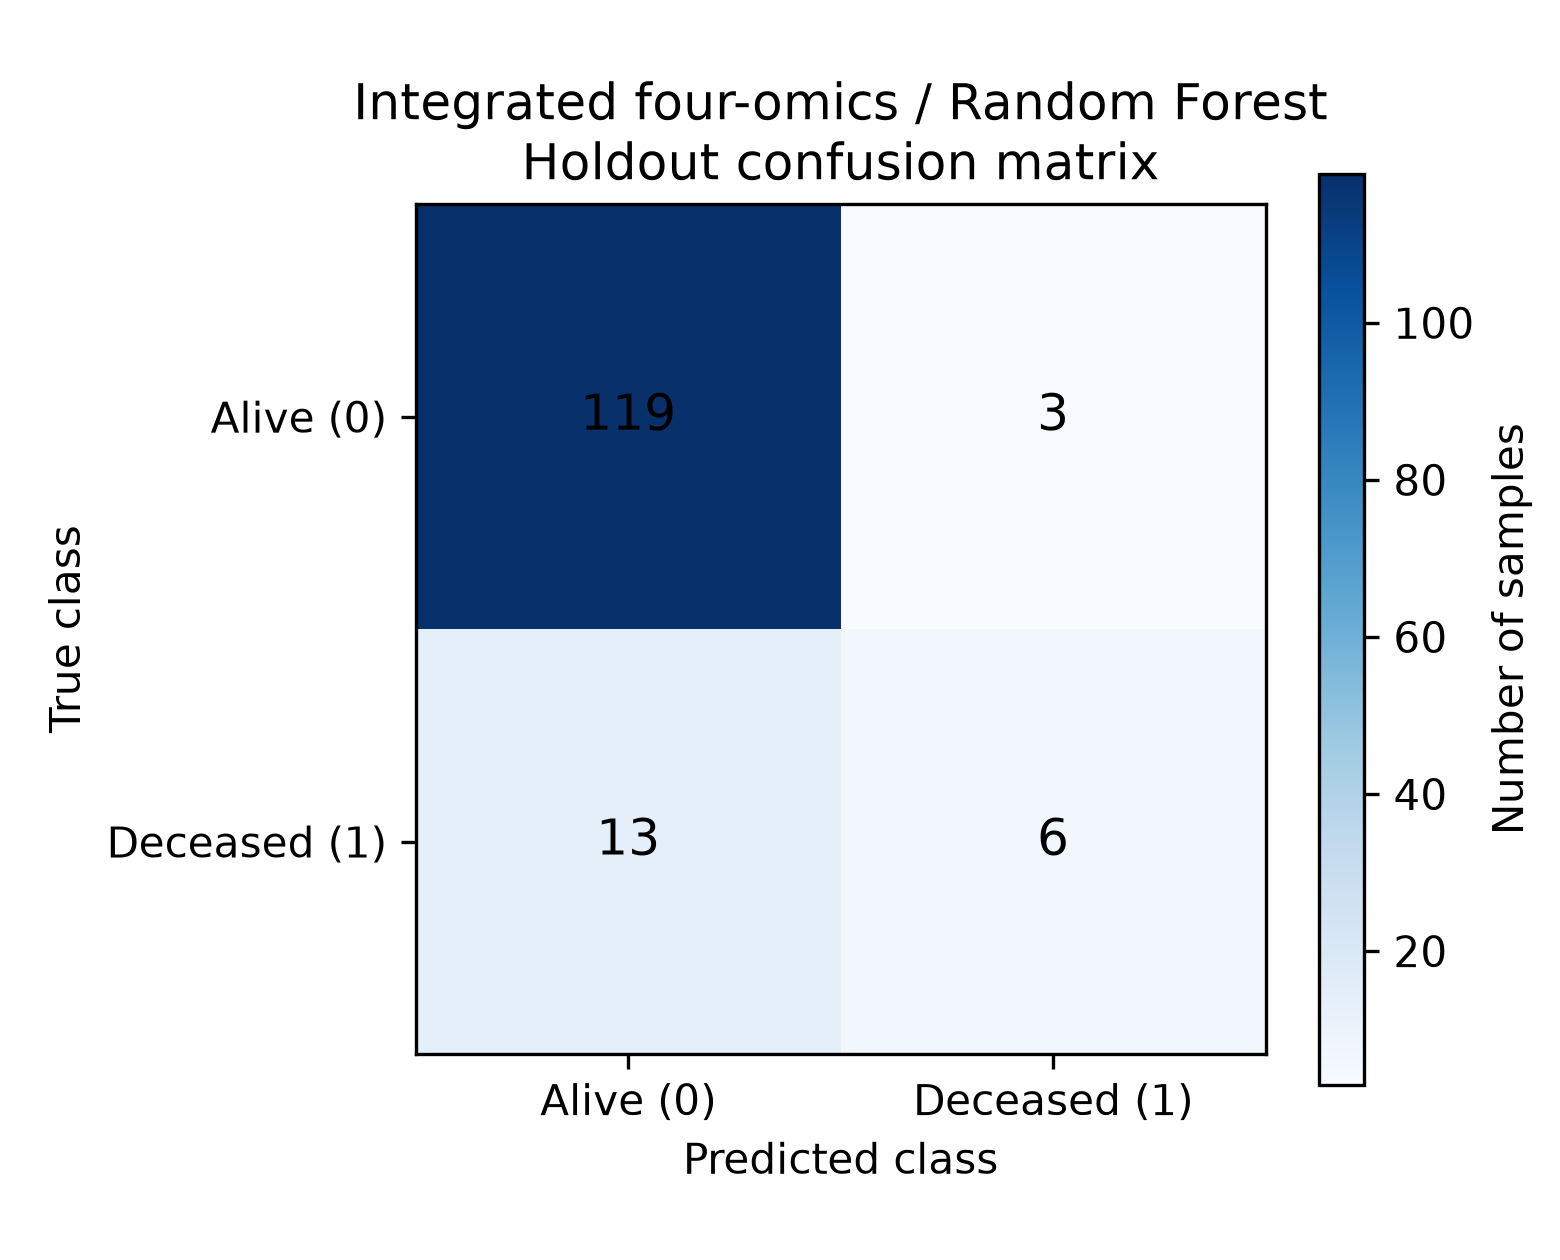 Integrated four-omics / Random Forest
Holdout confusion matrix
True class
Alive (0)
Deceased (1)
119
3
13
6
Alive (0)
Deceased (1)
Predicted class
100
80
60
40
20
Number of samples